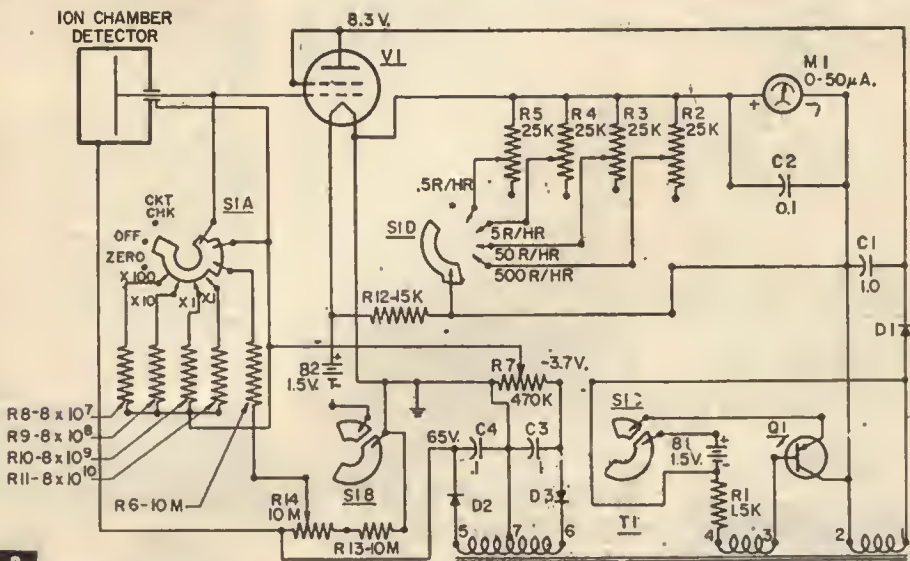 ION CHAMBER
DETECTOR
8.3 V.
V1
M1
0-50µA.
+
R5
25K
R4
25K
R3
25K
R2
25K
C2
0.1
C1
1.0
D1
.5R/HR
5R/HR
50R/HR
500R/HR
S1D
CKT
CHK
S1A
OFF
ZERO
X100
X10
X1
R12-15K
B2
1.5V.
+
-
R7
-3.7V.
470K
R8-8 x 10⁷
R9-8 x 10⁸
R10-8 x 10⁹
R11-8 x 10¹⁰
R6-10M
R14
10M
R13-10M
S1B
65V.
C4
.1
C3
.1
D2
D3
5
7
6
S1C
B1
1.5V.
+
-
Q1
R1
1.5K
T1
4
3
2
1